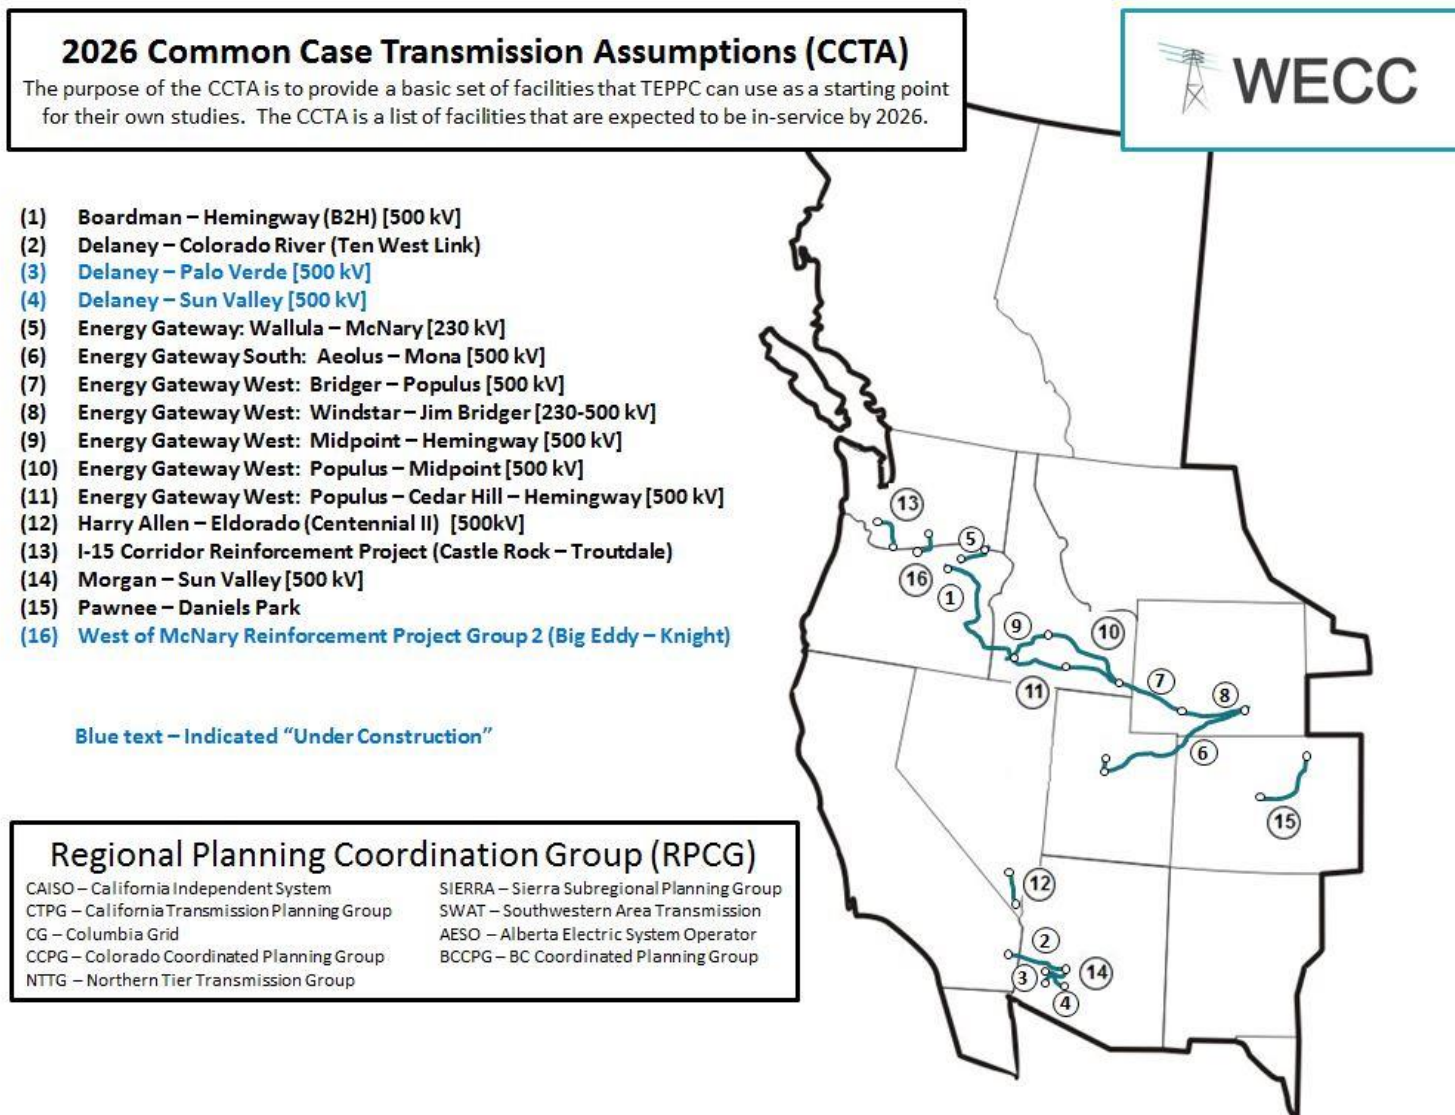 2026 Common Case Transmission Assumptions (CCTA)
The purpose of the CCTA is to provide a basic set of facilities that TEPPC can use as a starting point
for their own studies. The CCTA is a list of facilities that are expected to be in-service by 2026.
WECC
(1) Boardman – Hemingway (B2H) [500 kV]
(2) Delaney – Colorado River (Ten West Link)
(3) Delaney – Palo Verde [500 kV]
(4) Delaney – Sun Valley [500 kV]
(5) Energy Gateway: Wallula – McNary [230 kV]
(6) Energy Gateway South: Aeolus – Mona [500 kV]
(7) Energy Gateway West: Bridger – Populus [500 kV]
(8) Energy Gateway West: Windstar – Jim Bridger [230-500 kV]
(9) Energy Gateway West: Midpoint – Hemingway [500 kV]
(10) Energy Gateway West: Populus – Midpoint [500 kV]
(11) Energy Gateway West: Populus – Cedar Hill – Hemingway [500 kV]
(12) Harry Allen – Eldorado (Centennial II) [500kV]
(13) I-15 Corridor Reinforcement Project (Castle Rock – Troutdale)
(14) Morgan – Sun Valley [500 kV]
(15) Pawnee – Daniels Park
(16) West of McNary Reinforcement Project Group 2 (Big Eddy – Knight)
Blue text – Indicated “Under Construction”
Regional Planning Coordination Group (RPCG)
CAISO – California Independent System
CTPG – California Transmission Planning Group
CG – Columbia Grid
CCPG – Colorado Coordinated Planning Group
NTTG – Northern Tier Transmission Group
SIERRA – Sierra Subregional Planning Group
SWAT – Southwestern Area Transmission
AESO – Alberta Electric System Operator
BCCPG – BC Coordinated Planning Group
13
5
16
1
9
10
11
7
8
6
15
12
2
3
14
4